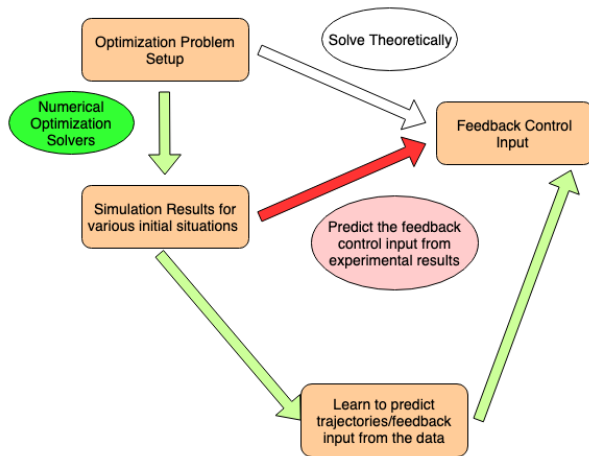 Optimization Problem
Setup
Solve Theoretically
Numerical
Optimization
Solvers
Feedback Control
Input
Simulation Results for
various initial situations
Predict the feedback
control input from
experimental results
Learn to predict
trajectories/feedback
input from the data